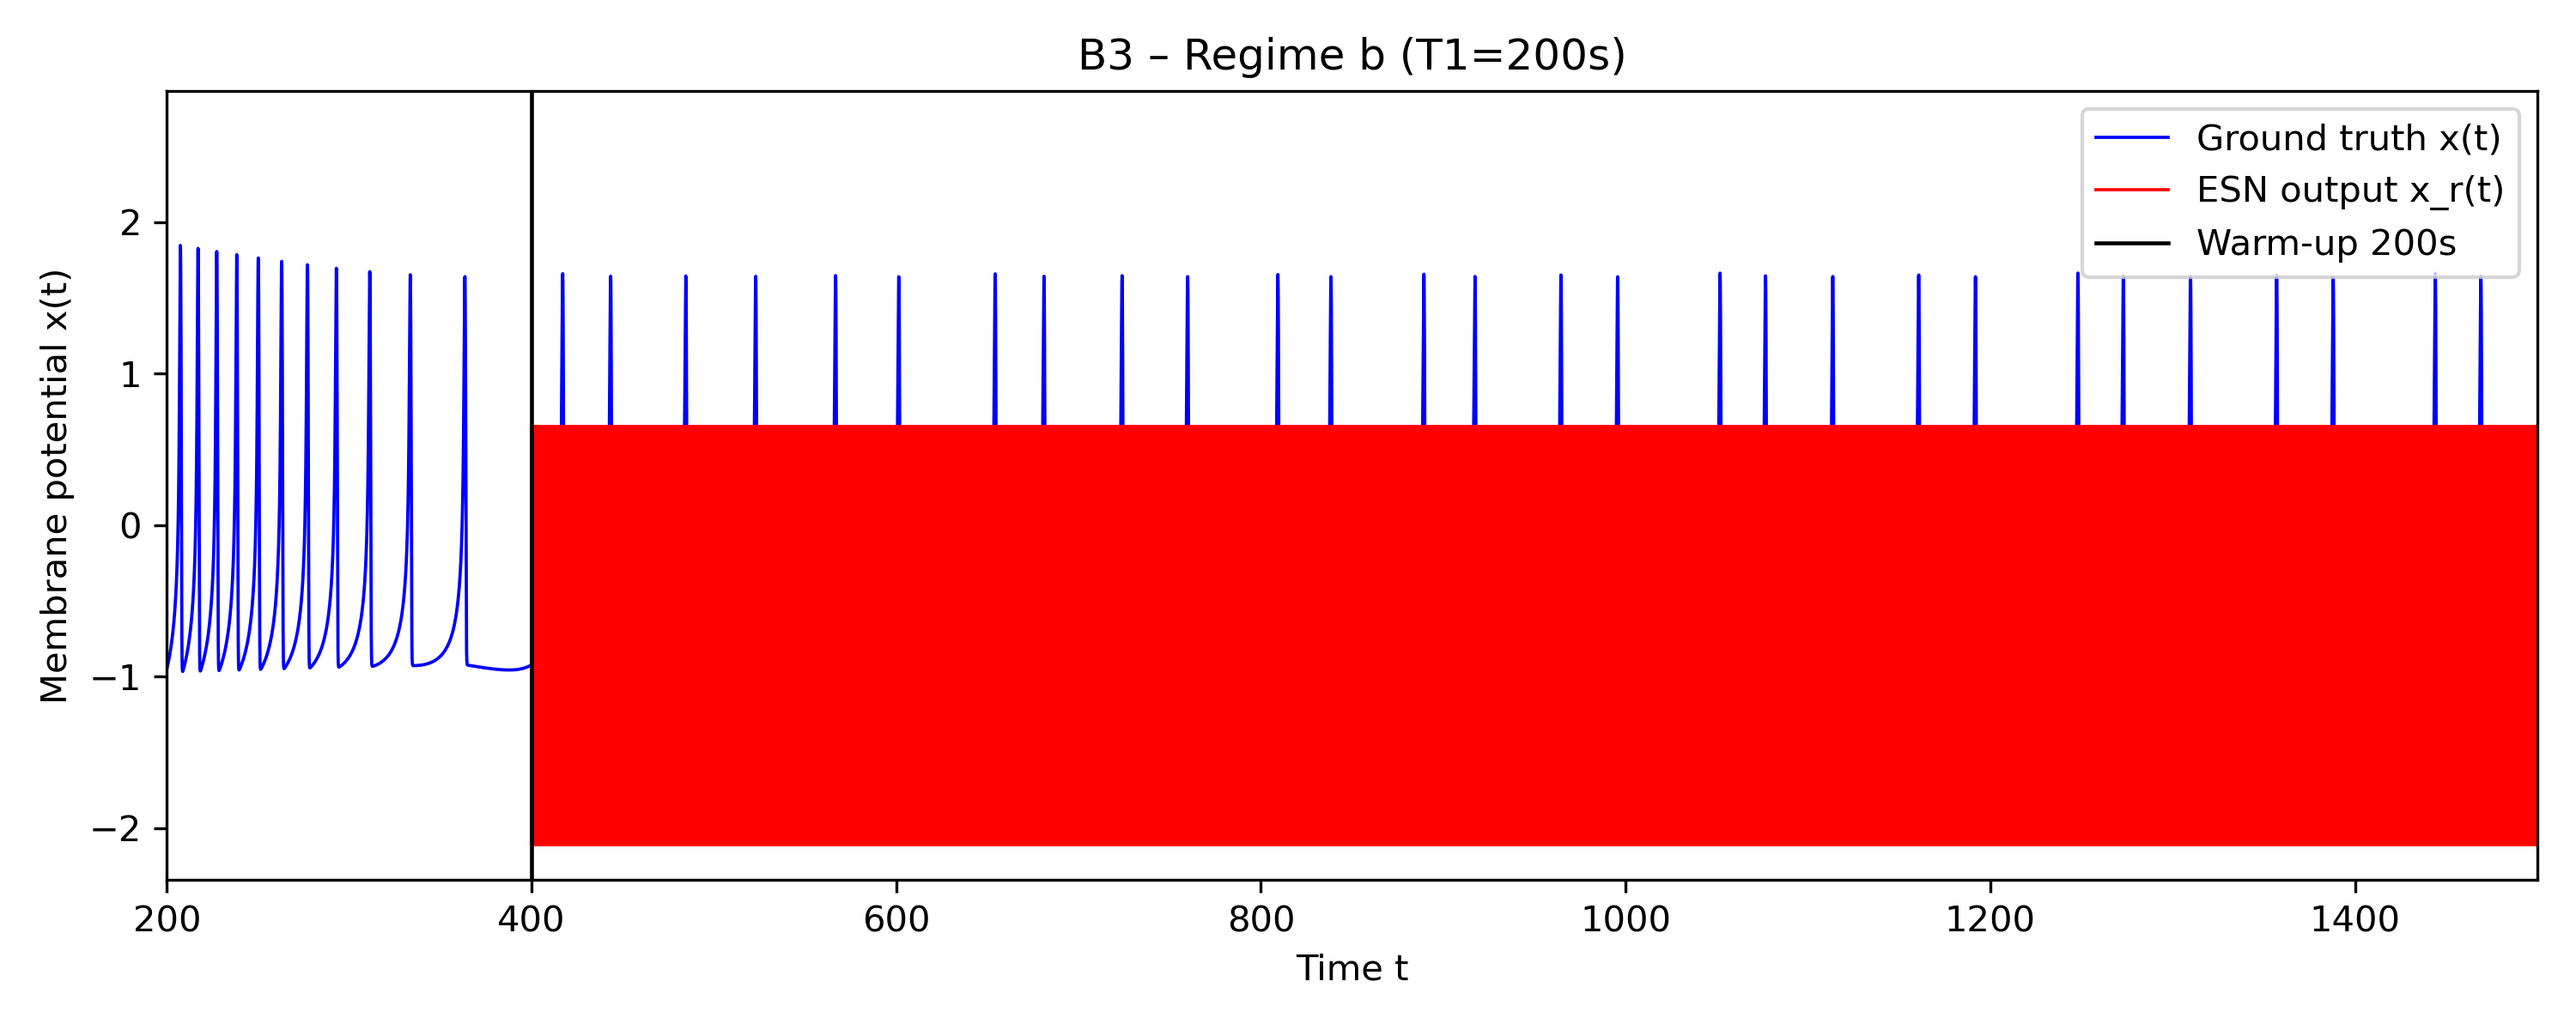 B3 – Regime b (T1=200s)
Ground truth x(t)
ESN output x_r(t)
Warm-up 200s
Membrane potential x(t)
2
1
0
−1
−2
200 400 600 800 1000 1200 1400
Time t